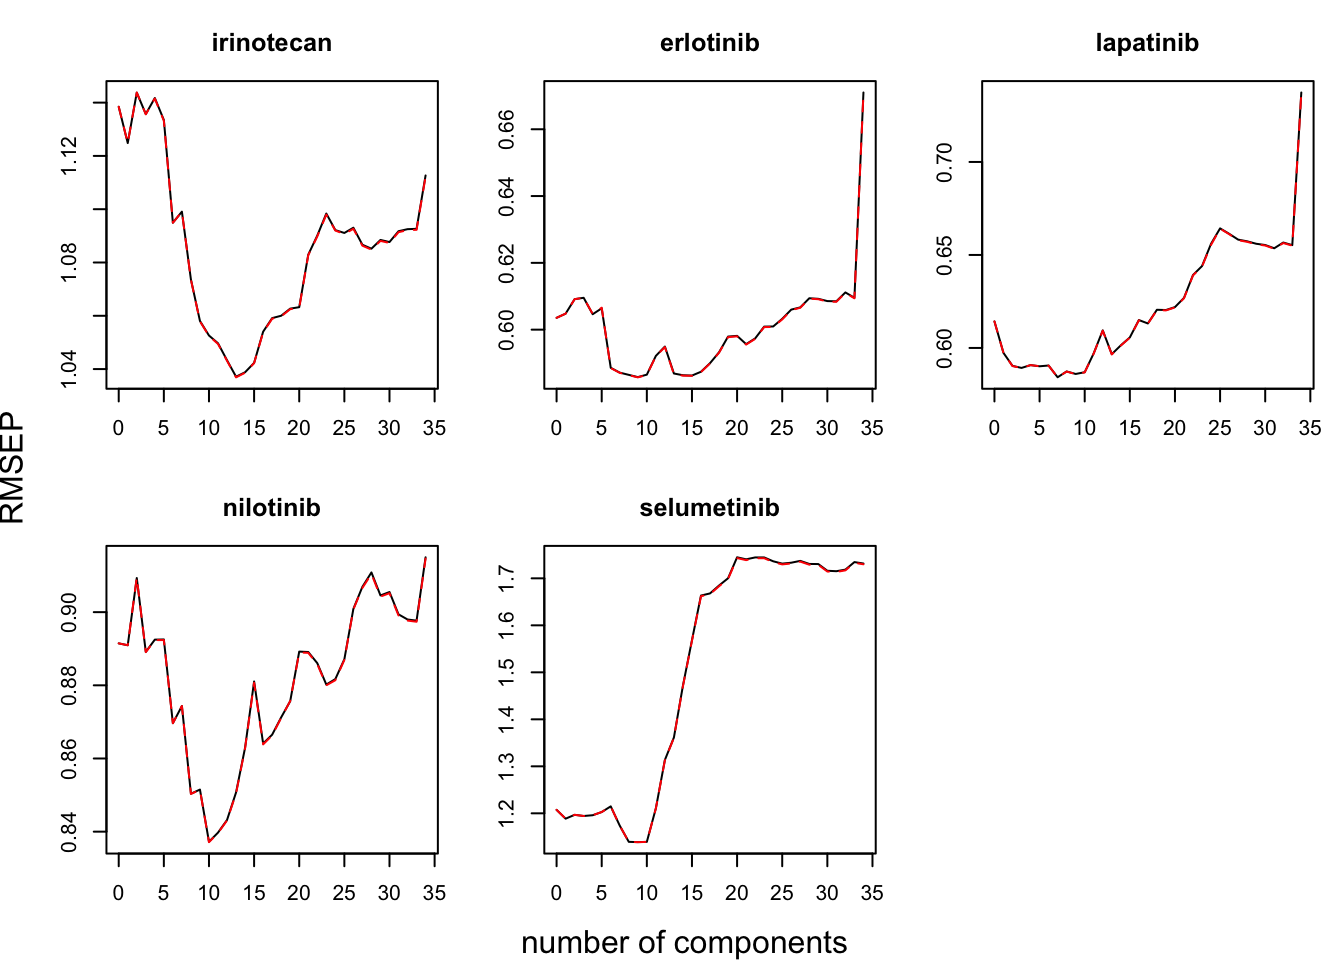 irinotecan
1.04
1.08
1.12
0 5 10 15 20 25 30 35
erlotinib
0.60
0.62
0.64
0.66
0 5 10 15 20 25 30 35
lapatinib
0.60
0.65
0.70
0 5 10 15 20 25 30 35
RMSEP
nilotinib
0.84
0.86
0.88
0.90
0 5 10 15 20 25 30 35
selumetinib
1.2
1.3
1.4
1.5
1.6
1.7
0 5 10 15 20 25 30 35
number of components